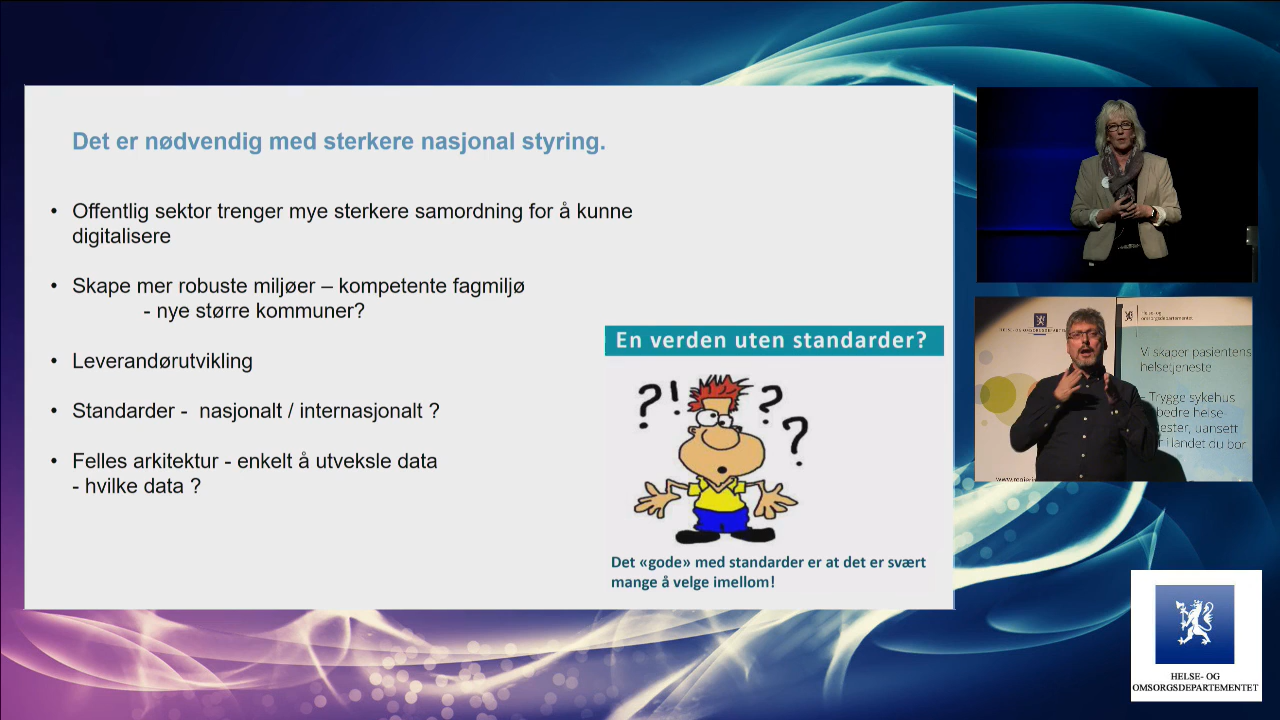 Det er nødvendig med sterkere nasjonal styring.
• Offentlig sektor trenger mye sterkere samordning for å kunne
digitalisere
• Skape mer robuste miljøer – kompetente fagmiljø
- nye større kommuner?
• Leverandørutvikling
• Standarder - nasjonalt / internasjonalt ?
• Felles arkitektur - enkelt å utveksle data
- hvilke data ?
En verden uten standarder?
?! ? ?
Det «gode» med standarder er at det er svært
mange å velge imellom!
Helse- og
omsorgsdepartementet
Vi skaper pasientens
helsetjeneste
- Trygge sykehus
bedre helse-
uansett
i landet du bor
HELSE- OG
OMSORGSDEPARTEMENTET